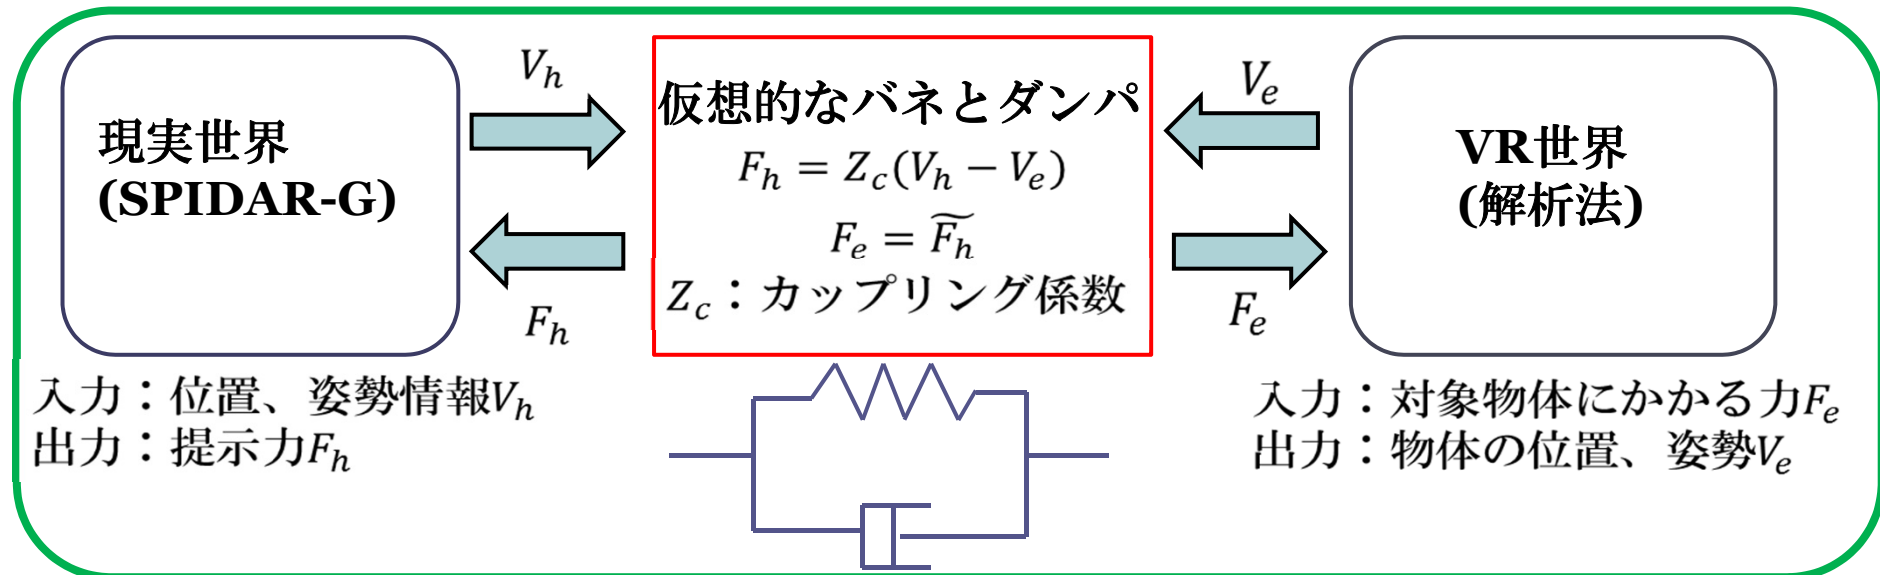 現実世界
(SPIDAR-G)
V_h
F_h
仮想的なバネとダンパ
F_h = Z_c(V_h − V_e)
F_e = \widetilde{F_h}
Z_c：カップリング係数
V_e
F_e
VR世界
(解析法)
入力：位置、姿勢情報V_h
出力：提示力F_h
入力：対象物体にかかる力F_e
出力：物体の位置、姿勢V_e